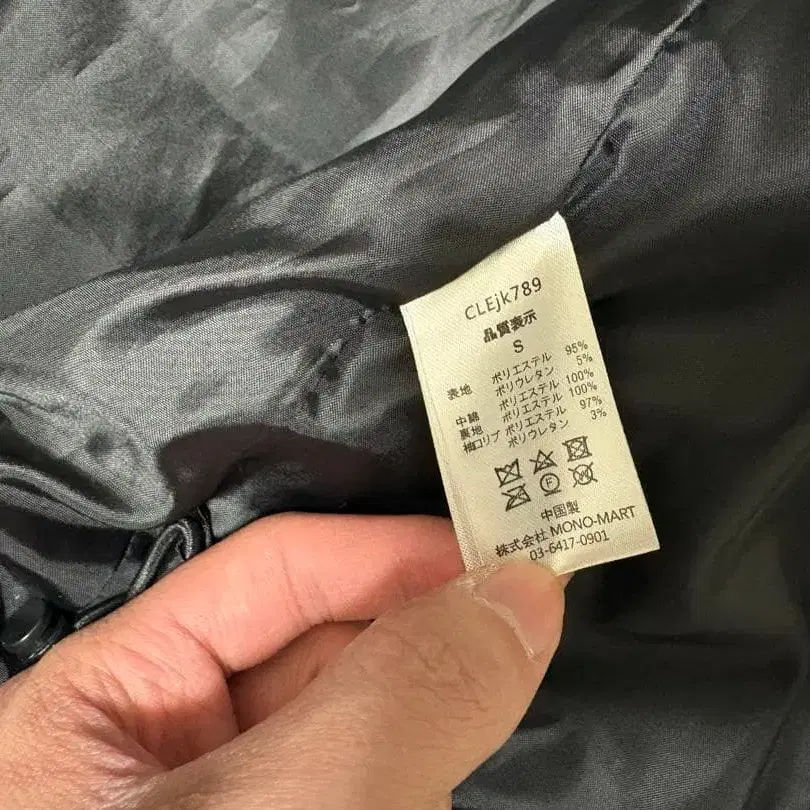 CLEjk789
品質表示
S
表地 ポリエステル 95%
ポリウレタン 5%
中綿 ポリエステル 100%
裏地 ポリエステル 100%
袖口リブ ポリエステル 97%
ポリウレタン 3%
F
中国製
株式会社 MONO-MART
03-6417-0901